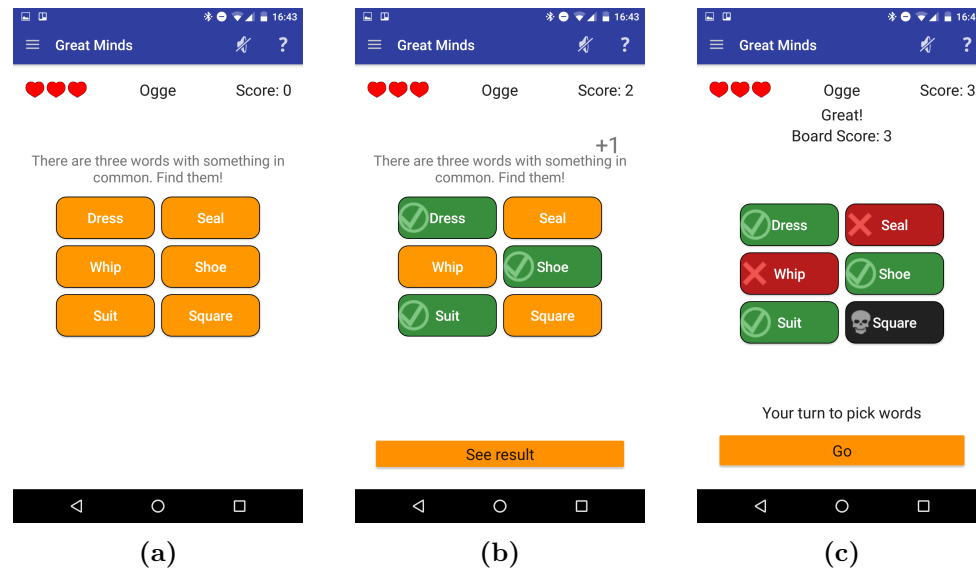 16:43
Great Minds ?
Ogge Score: 0
There are three words with something in
common. Find them!
Dress Seal
Whip Shoe
Suit Square
(a)
16:43
Great Minds ?
Ogge Score: 2
+1
There are three words with something in
common. Find them!
Dress Seal
Whip Shoe
Suit Square
See result
(b)
16:4
Great Minds ?
Ogge Score: 3
Great!
Board Score: 3
Dress Seal
Whip Shoe
Suit Square
Your turn to pick words
Go
(c)